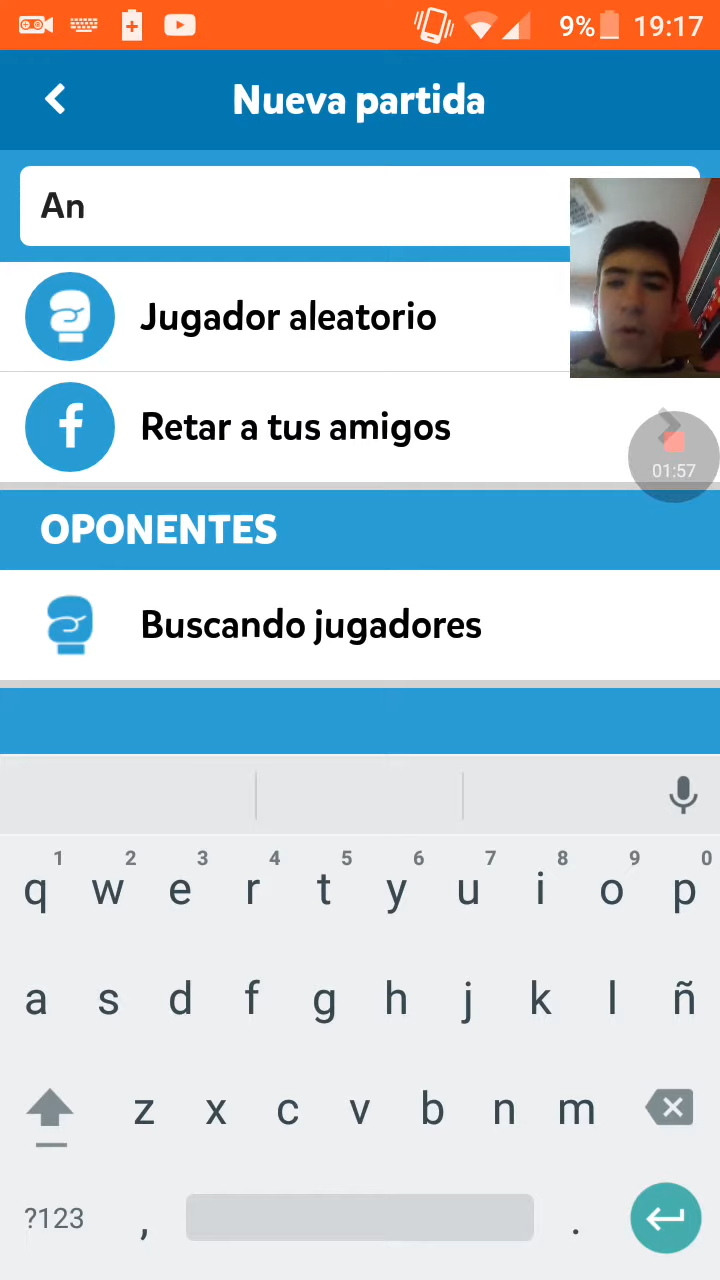 9% 19:17
Nueva partida
An
Jugador aleatorio
f Retar a tus amigos
01:57
OPONENTES
Buscando jugadores
1 2 3 4 5 6 7 8 9 0
q w e r t y u i o p
a s d f g h j k l ñ
z x c v b n m
?123 , .